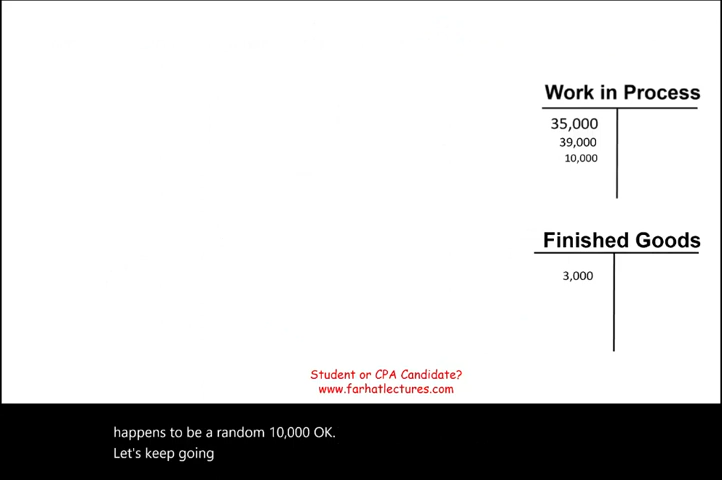 Work in Process
35,000
39,000
10,000
Finished Goods
3,000
Student or CPA Candidate?
www.farhatlectures.com
happens to be a random 10,000 OK.
Let's keep going